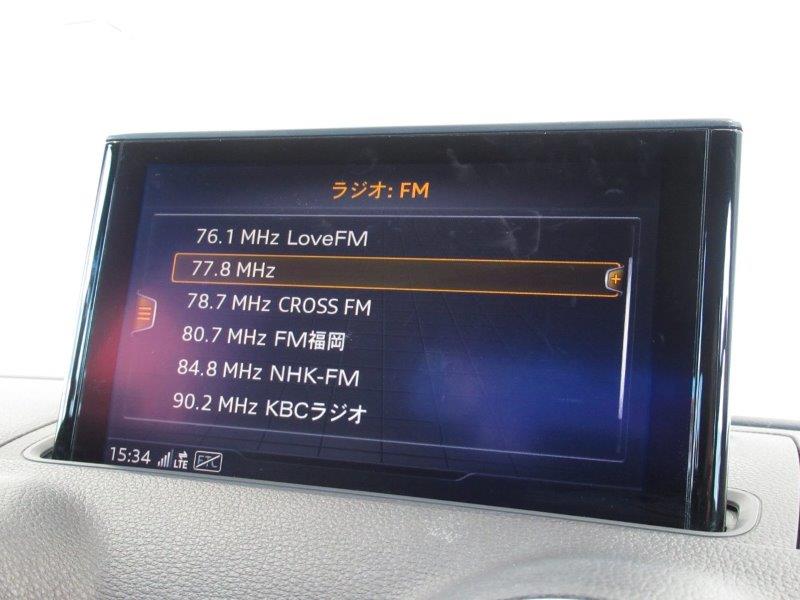 ラジオ: FM
76.1 MHz LoveFM
77.8 MHz
78.7 MHz CROSS FM
80.7 MHz FM福岡
84.8 MHz NHK-FM
90.2 MHz KBCラジオ
15:34 LTE ETC